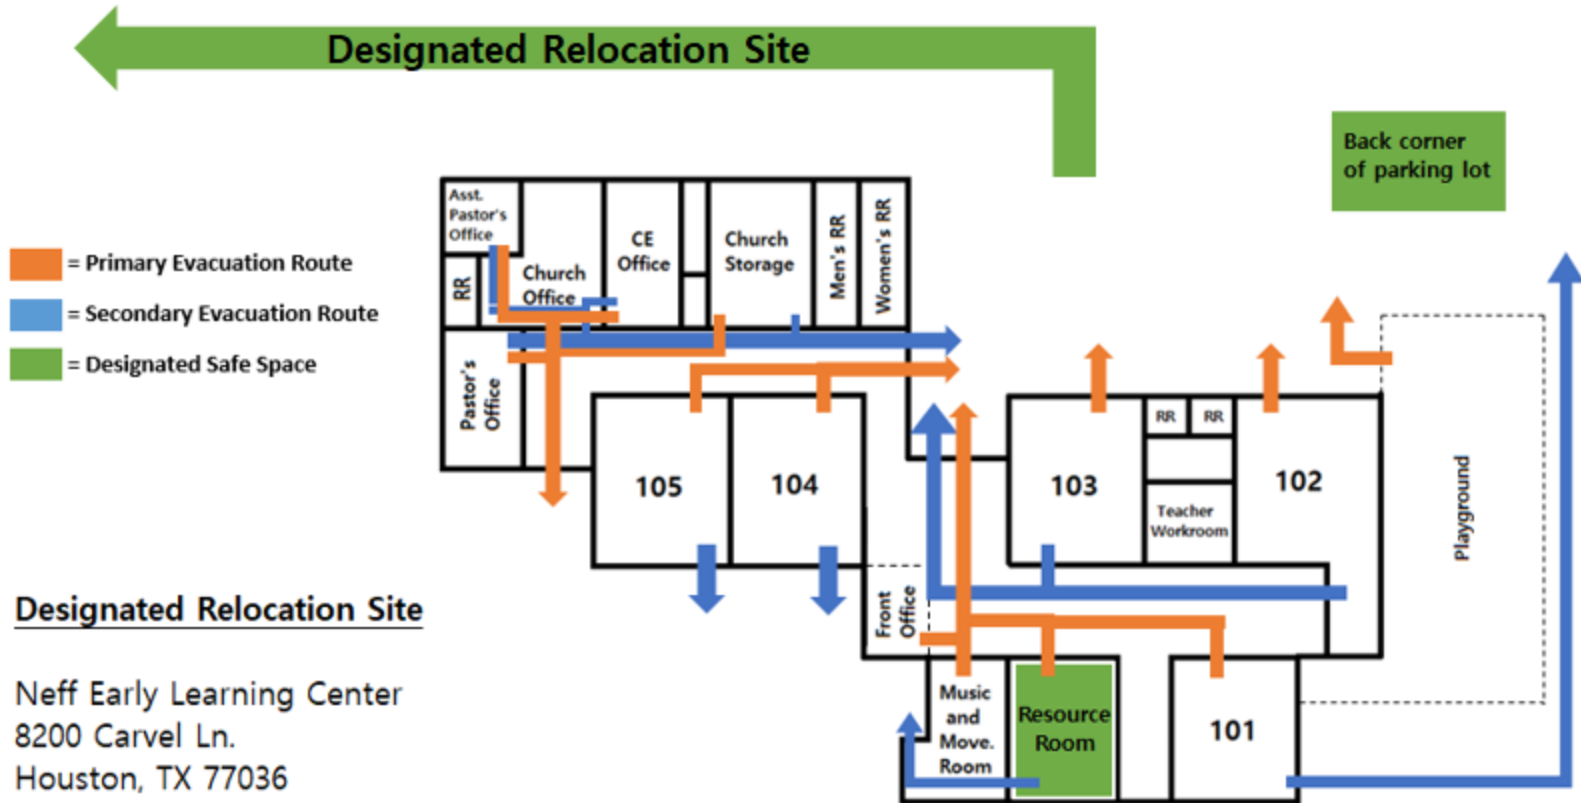 Designated Relocation Site
Back corner
of parking lot
Asst.
Pastor's
Office
RR
Church
Office
CE
Office
Church
Storage
Men's RR
Women's RR
= Primary Evacuation Route
= Secondary Evacuation Route
= Designated Safe Space
Pastor's
Office
105
104
103
RR
RR
Teacher
Workroom
102
Playground
Front
Office
Music
and
Move.
Room
Resource
Room
101
Designated Relocation Site
Neff Early Learning Center
8200 Carvel Ln.
Houston, TX 77036